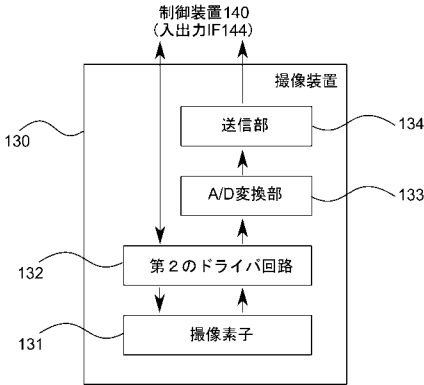 制御装置140
（入出力IF144）
撮像装置
送信部
134
130
A/D変換部
133
第２のドライバ回路
132
撮像素子
131